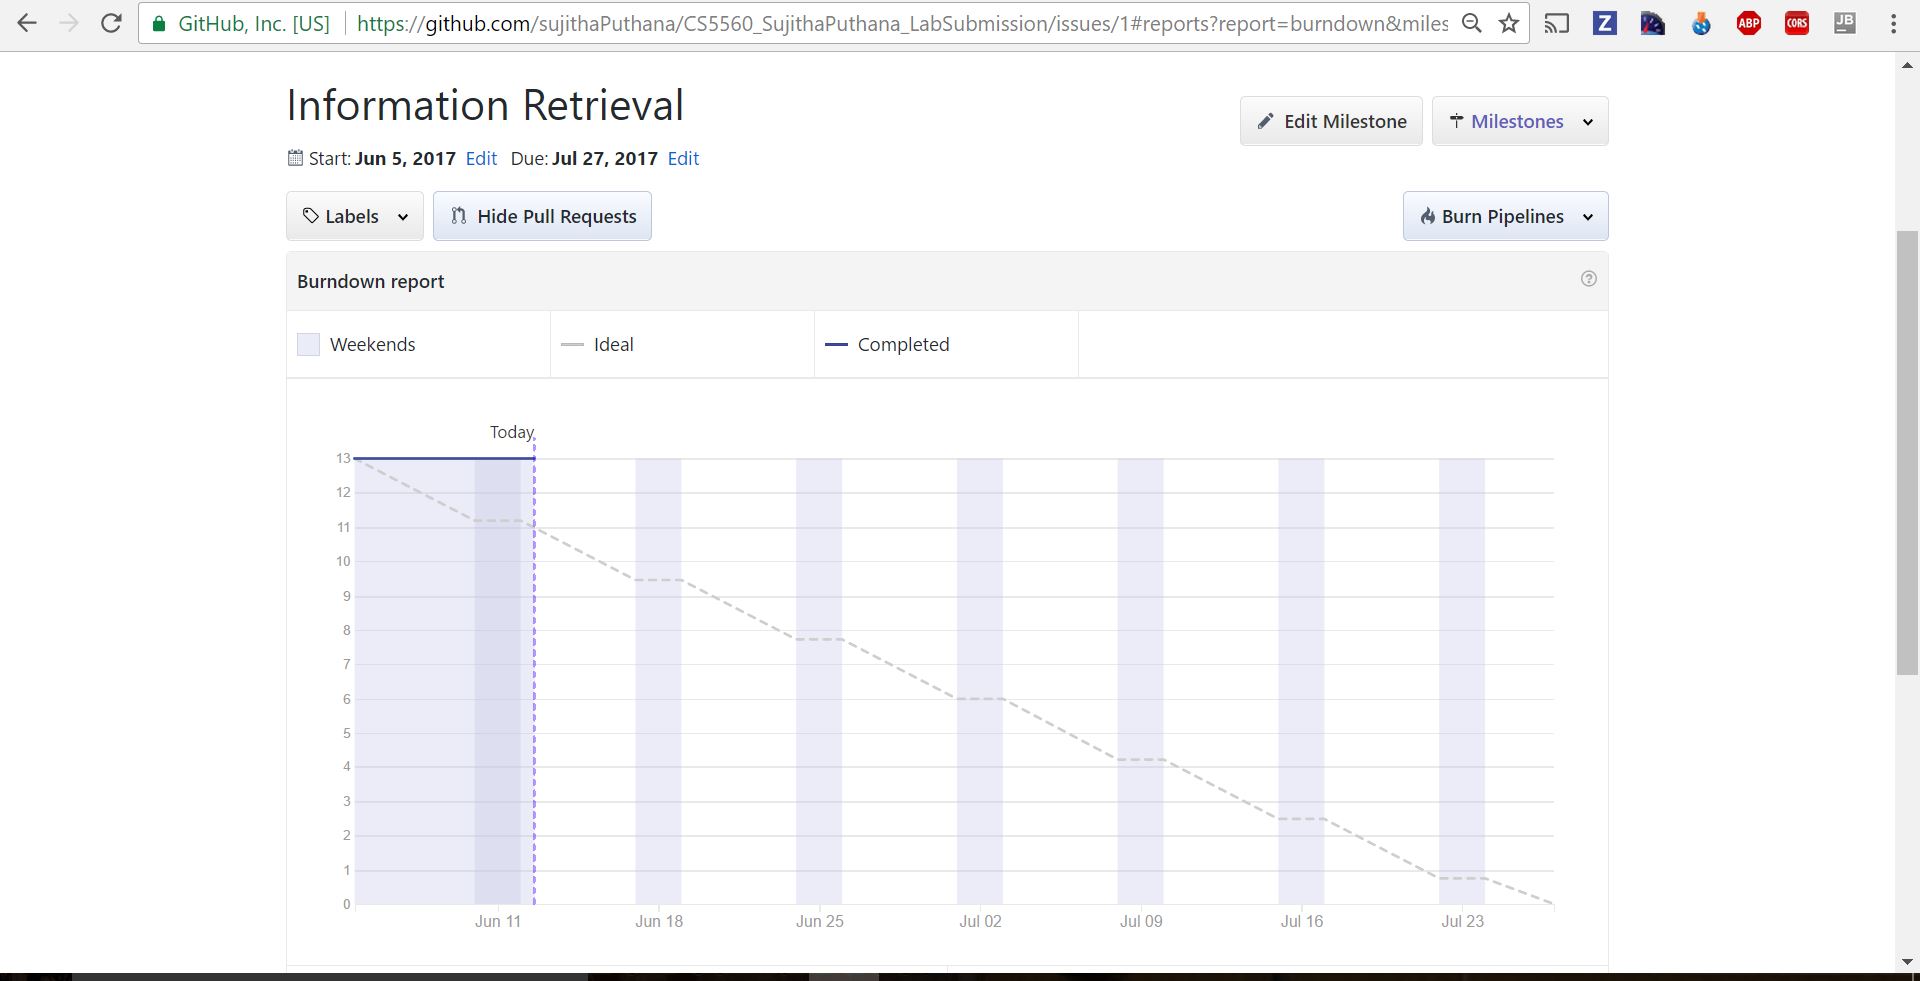 GitHub, Inc. [US] https://github.com/sujithaPuthana/CS5560_SujithaPuthana_LabSubmission/issues/1#reports?report=burndown&miles
Z ABP CORS JB
Information Retrieval
Edit Milestone Milestones
Start: Jun 5, 2017 Edit Due: Jul 27, 2017 Edit
Labels Hide Pull Requests Burn Pipelines
Burndown report ?
Weekends Ideal Completed
Today
13
12
11
10
9
8
7
6
5
4
3
2
1
0
Jun 11 Jun 18 Jun 25 Jul 02 Jul 09 Jul 16 Jul 23